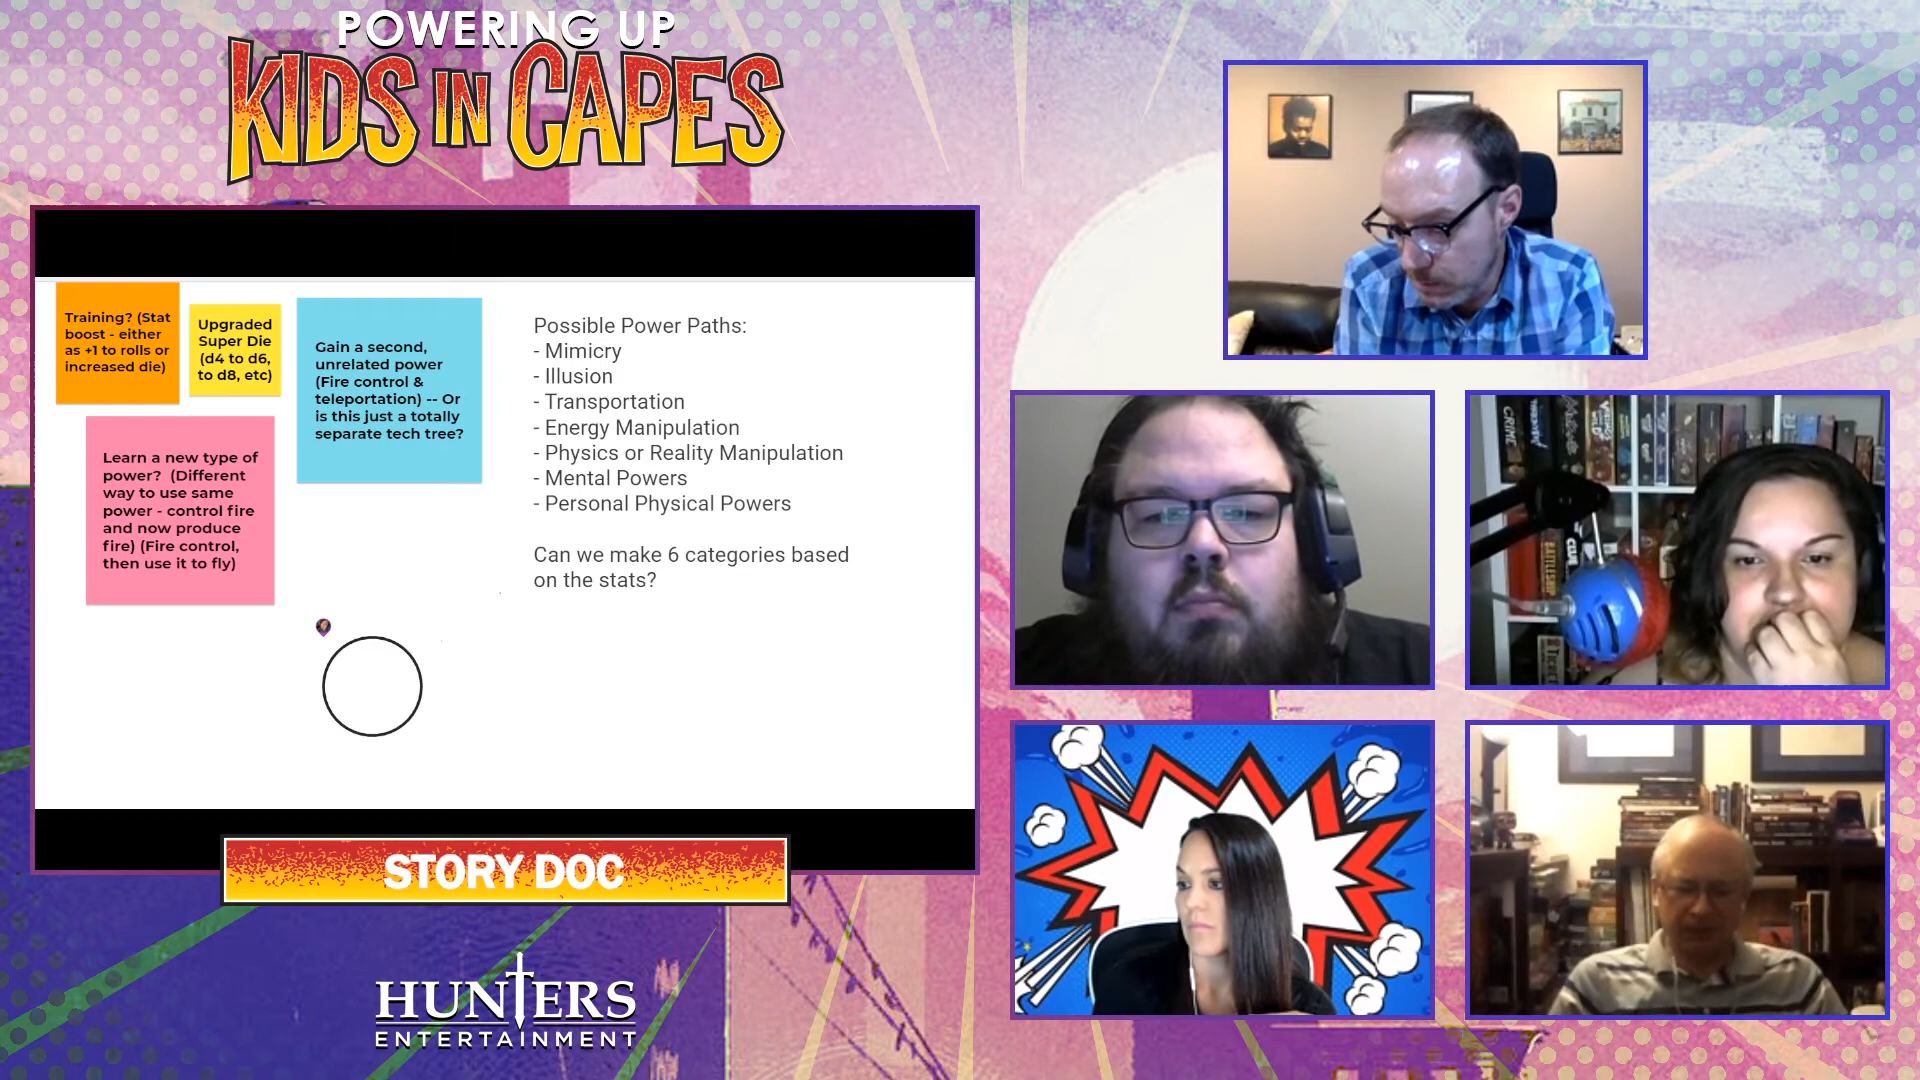 POWERING UP
KIDS IN CAPES
Training? (Stat
boost - either
as +1 to rolls or
increased die)
Upgraded
Super Die
(d4 to d6,
to d8, etc)
Gain a second,
unrelated power
(Fire control &
teleportation) -- Or
is this just a totally
separate tech tree?
Learn a new type of
power? (Different
way to use same
power - control fire
and now produce
fire) (Fire control,
then use it to fly)
Possible Power Paths:
- Mimicry
- Illusion
- Transportation
- Energy Manipulation
- Physics or Reality Manipulation
- Mental Powers
- Personal Physical Powers
Can we make 6 categories based
on the stats?
STORY DOC
HUNTERS
ENTERTAINMENT
CRIME
BATTLESHIP
CLUE